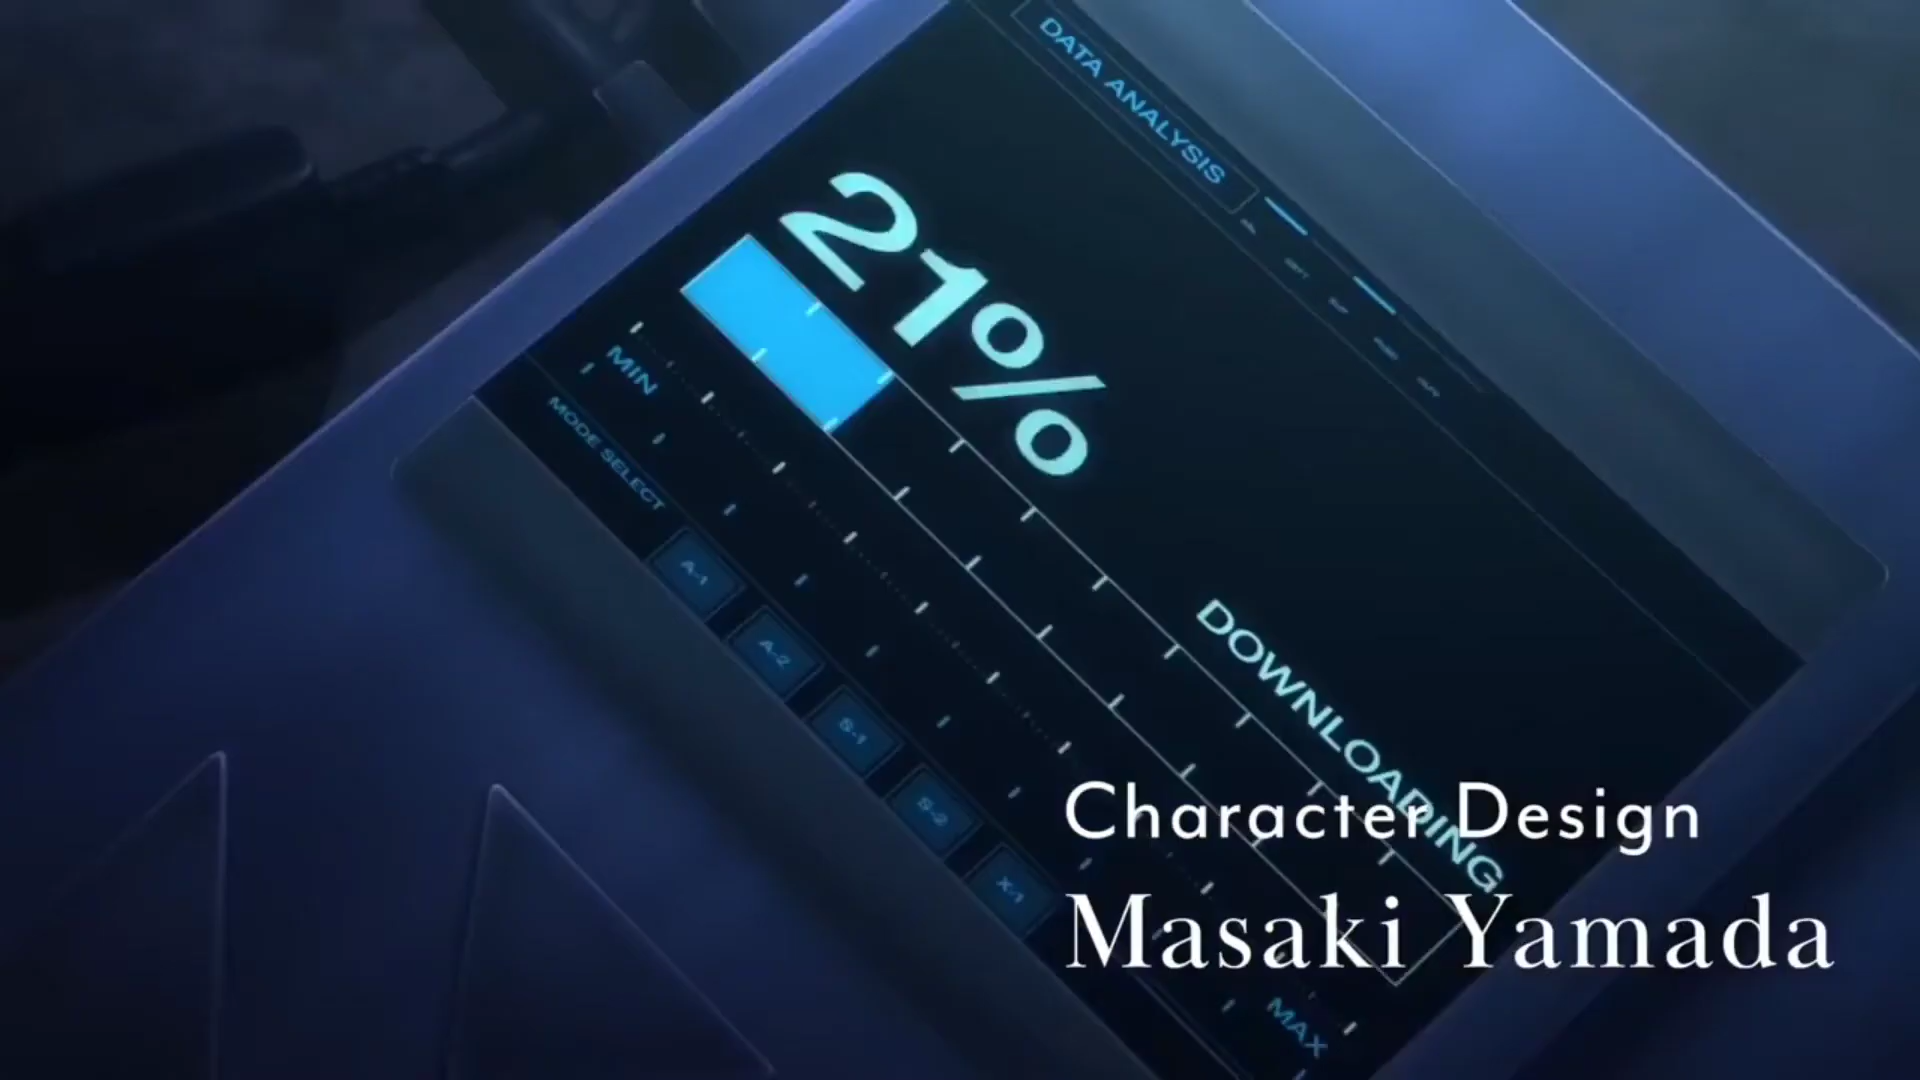 DATA ANALYSIS
21%
DOWNLOADING
MIN
MAX
MODE SELECT
A-1
A-2
S-1
S-2
X-1
Character Design
Masaki Yamada